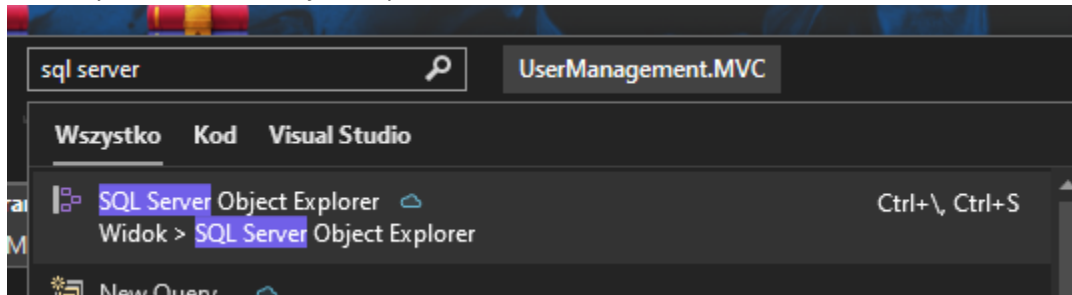 sql server
UserManagement.MVC
Wszystko Kod Visual Studio
SQL Server Object Explorer
Ctrl+\, Ctrl+S
Widok > SQL Server Object Explorer
New Query